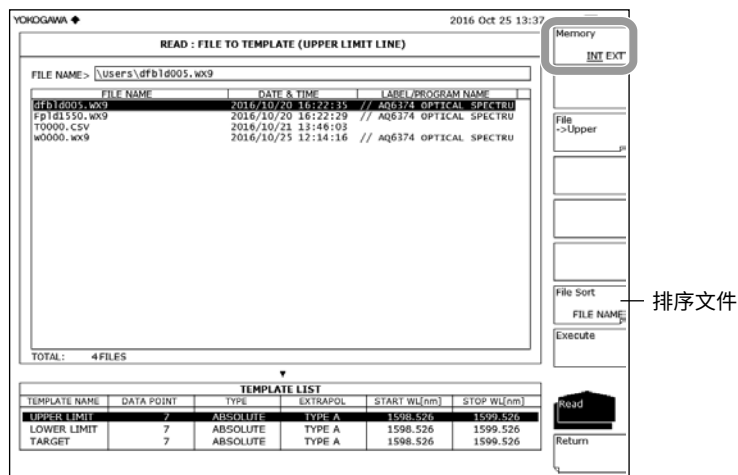 YOKOGAWA ◆ 2016 Oct 25 13:37
READ : FILE TO TEMPLATE (UPPER LIMIT LINE)
FILE NAME> \users\dfbld005.wx9
FILE NAME DATE & TIME LABEL/PROGRAM NAME
dfbld005.wx9 2016/10/20 16:22:35 // AQ6374 OPTICAL SPECTRU
Fpld1550.wx9 2016/10/20 16:22:29 // AQ6374 OPTICAL SPECTRU
T0000.CSV 2016/10/21 13:46:03
W0000.wx9 2016/10/25 12:14:16 // AQ6374 OPTICAL SPECTRU
TOTAL: 4FILES
▼
TEMPLATE LIST
TEMPLATE NAME DATA POINT TYPE EXTRAPOL START WL[nm] STOP WL[nm]
UPPER LIMIT 7 ABSOLUTE TYPE A 1598.526 1599.526
LOWER LIMIT 7 ABSOLUTE TYPE A 1598.526 1599.526
TARGET 7 ABSOLUTE TYPE A 1598.526 1599.526
Memory
INT EXT
File
->Upper
File Sort
FILE NAME
排序文件
Execute
Read
Return